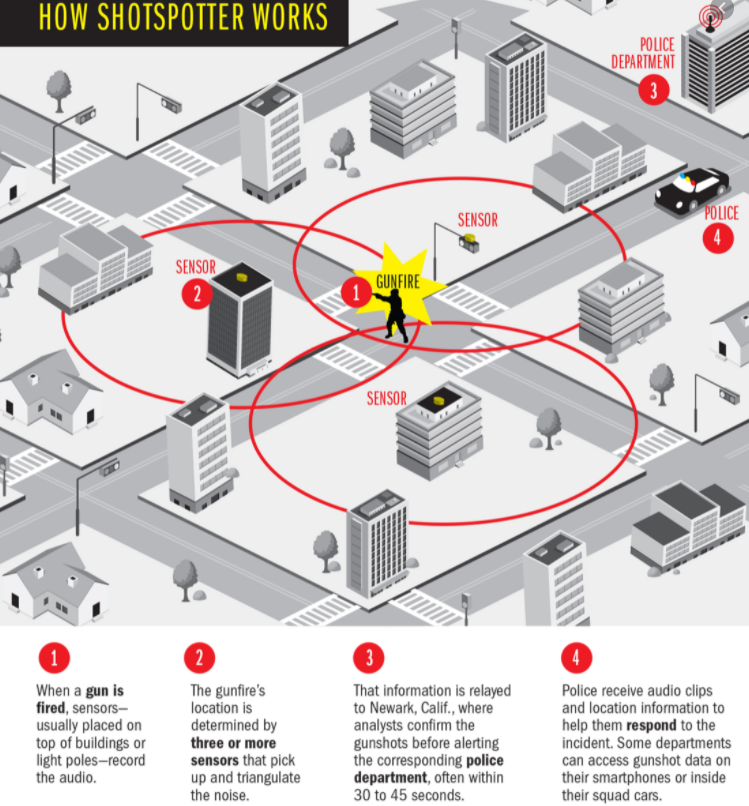 HOW SHOTSPOTTER WORKS
POLICE
DEPARTMENT
3
SENSOR
POLICE
4
SENSOR
2
1
GUNFIRE
SENSOR
1
When a gun is
fired, sensors—
usually placed on
top of buildings or
light poles—record
the audio.
2
The gunfire's
location is
determined by
three or more
sensors that pick
up and triangulate
the noise.
3
That information is relayed
to Newark, Calif., where
analysts confirm the
gunshots before alerting
the corresponding police
department, often within
30 to 45 seconds.
4
Police receive audio clips
and location information to
help them respond to the
incident. Some departments
can access gunshot data on
their smartphones or inside
their squad cars.